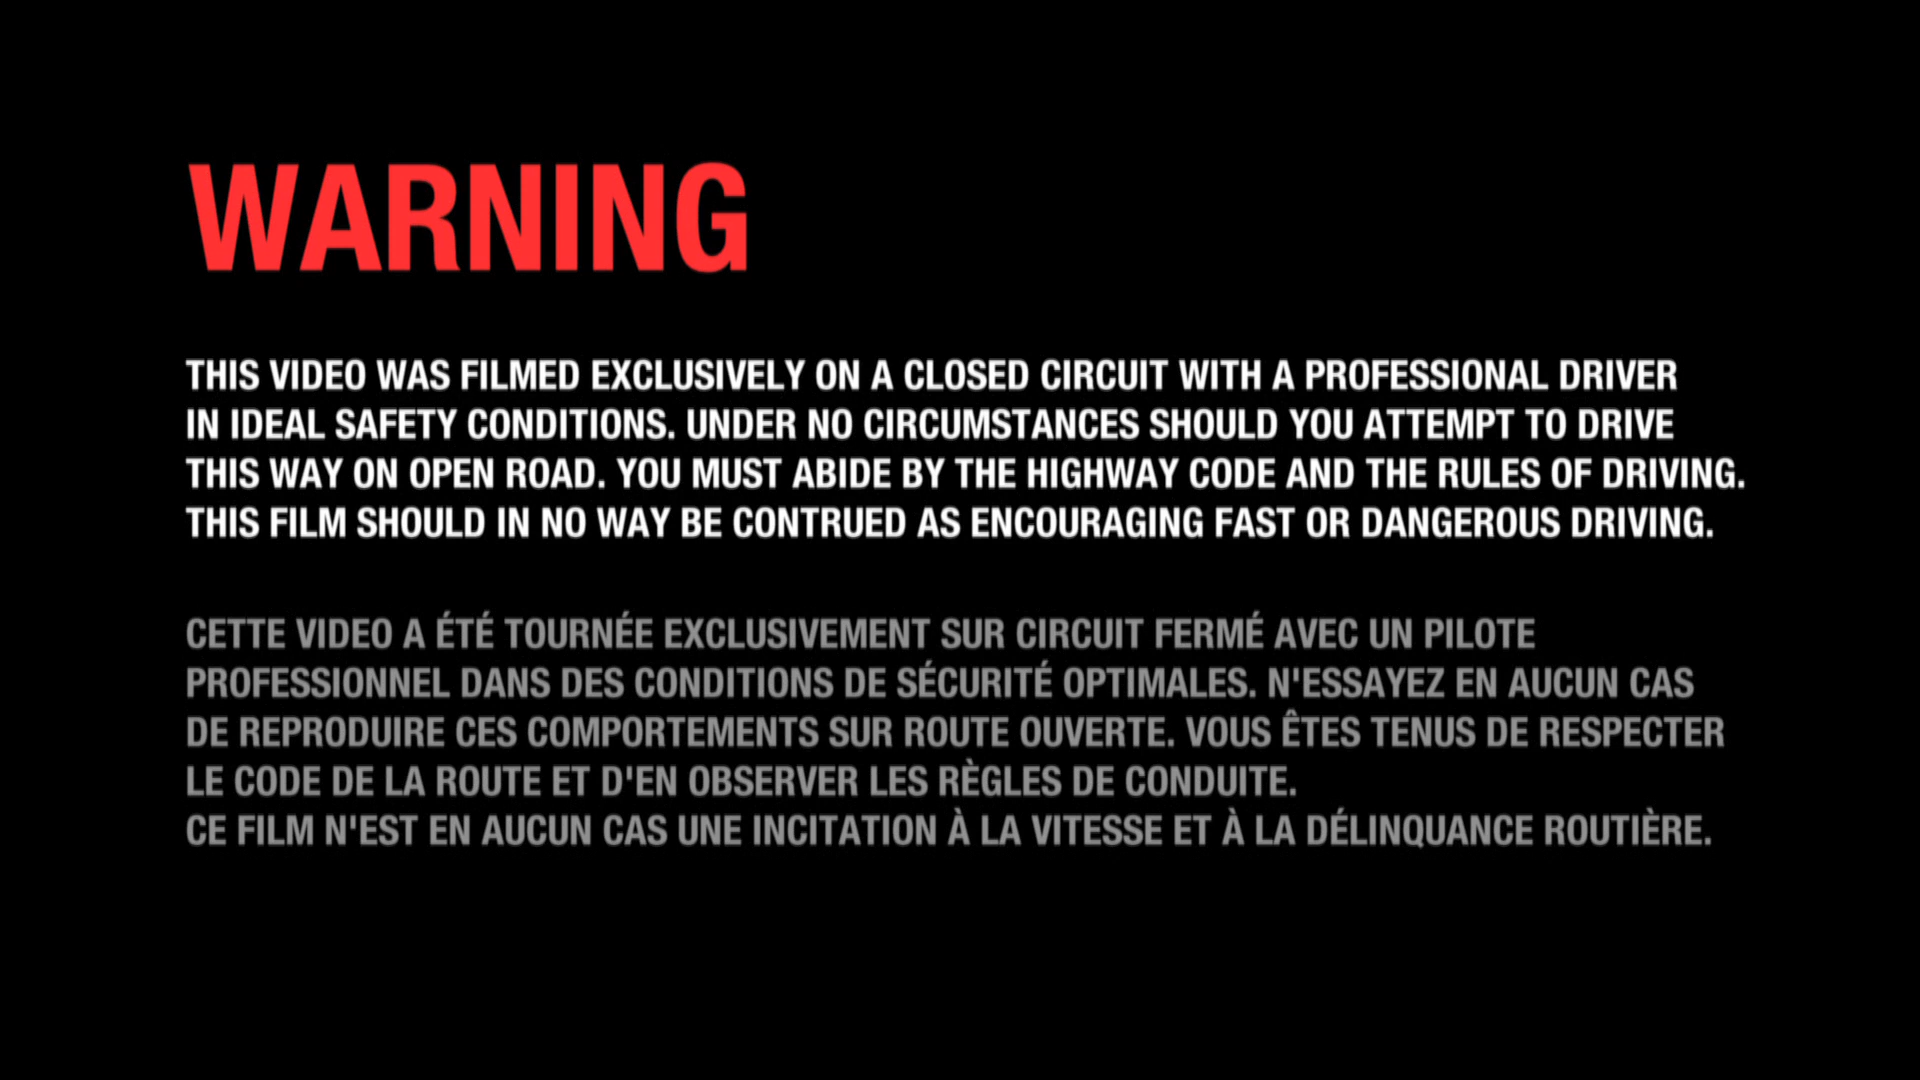 WARNING
THIS VIDEO WAS FILMED EXCLUSIVELY ON A CLOSED CIRCUIT WITH A PROFESSIONAL DRIVER
IN IDEAL SAFETY CONDITIONS. UNDER NO CIRCUMSTANCES SHOULD YOU ATTEMPT TO DRIVE
THIS WAY ON OPEN ROAD. YOU MUST ABIDE BY THE HIGHWAY CODE AND THE RULES OF DRIVING.
THIS FILM SHOULD IN NO WAY BE CONTRUED AS ENCOURAGING FAST OR DANGEROUS DRIVING.
CETTE VIDEO A ÉTÉ TOURNÉE EXCLUSIVEMENT SUR CIRCUIT FERMÉ AVEC UN PILOTE
PROFESSIONNEL DANS DES CONDITIONS DE SÉCURITÉ OPTIMALES. N'ESSAYEZ EN AUCUN CAS
DE REPRODUIRE CES COMPORTEMENTS SUR ROUTE OUVERTE. VOUS ÊTES TENUS DE RESPECTER
LE CODE DE LA ROUTE ET D'EN OBSERVER LES RÈGLES DE CONDUITE.
CE FILM N'EST EN AUCUN CAS UNE INCITATION À LA VITESSE ET À LA DÉLINQUANCE ROUTIÈRE.